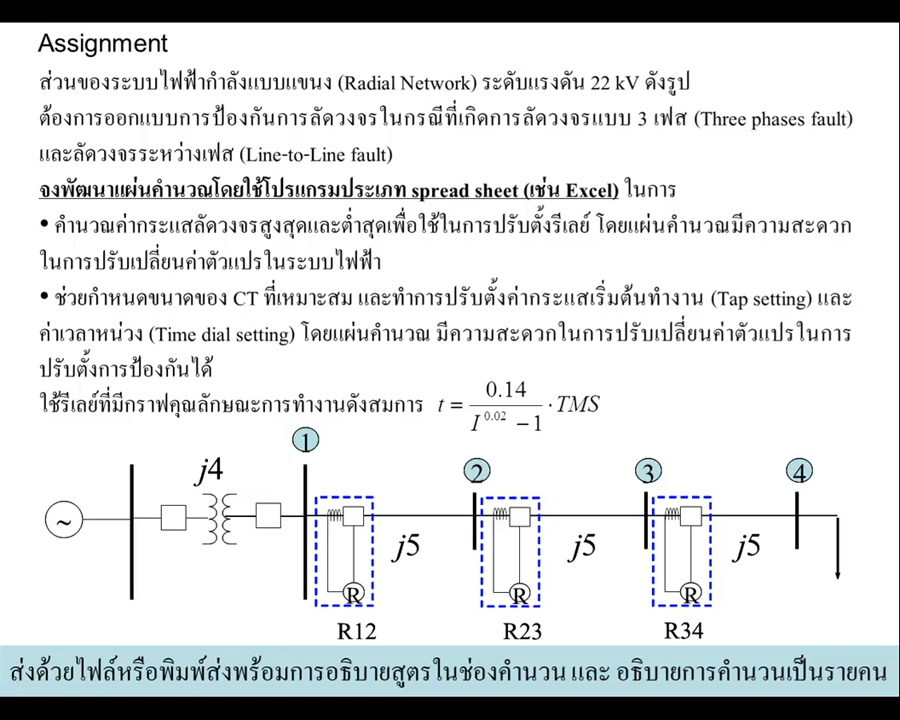 Assignment
ส่วนของระบบไฟฟ้ากำลังแบบแขนง (Radial Network) ระดับแรงดัน 22 kV ดังรูป
ต้องการออกแบบการป้องกันการลัดวงจรในกรณีที่เกิดการลัดวงจรแบบ 3 เฟส (Three phases fault)
และลัดวงจรระหว่างเฟส (Line-to-Line fault)
จงพัฒนาแผ่นคำนวณโดยใช้โปรแกรมประเภท spread sheet (เช่น Excel) ในการ
• คำนวณค่ากระแสลัดวงจรสูงสุดและต่ำสุดเพื่อใช้ในการปรับตั้งรีเลย์ โดยแผ่นคำนวณมีความสะดวก
ในการปรับเปลี่ยนค่าตัวแปรในระบบไฟฟ้า
• ช่วยกำหนดขนาดของ CT ที่เหมาะสม และทำการปรับตั้งค่ากระแสเริ่มต้นทำงาน (Tap setting) และ
ค่าเวลาหน่วง (Time dial setting) โดยแผ่นคำนวณ มีความสะดวกในการปรับเปลี่ยนค่าตัวแปรในการ
ปรับตั้งการป้องกันได้
ใช้รีเลย์ที่มีกราฟคุณลักษณะการทำงานดังสมการ t = 0.14 / (I^0.02 − 1) · TMS
1
j4 2 3 4
~ j5 j5 j5
R R R
R12 R23 R34
ส่งด้วยไฟล์หรือพิมพ์ส่งพร้อมการอธิบายสูตรในช่องคำนวน และ อธิบายการคำนวนเป็นรายคน